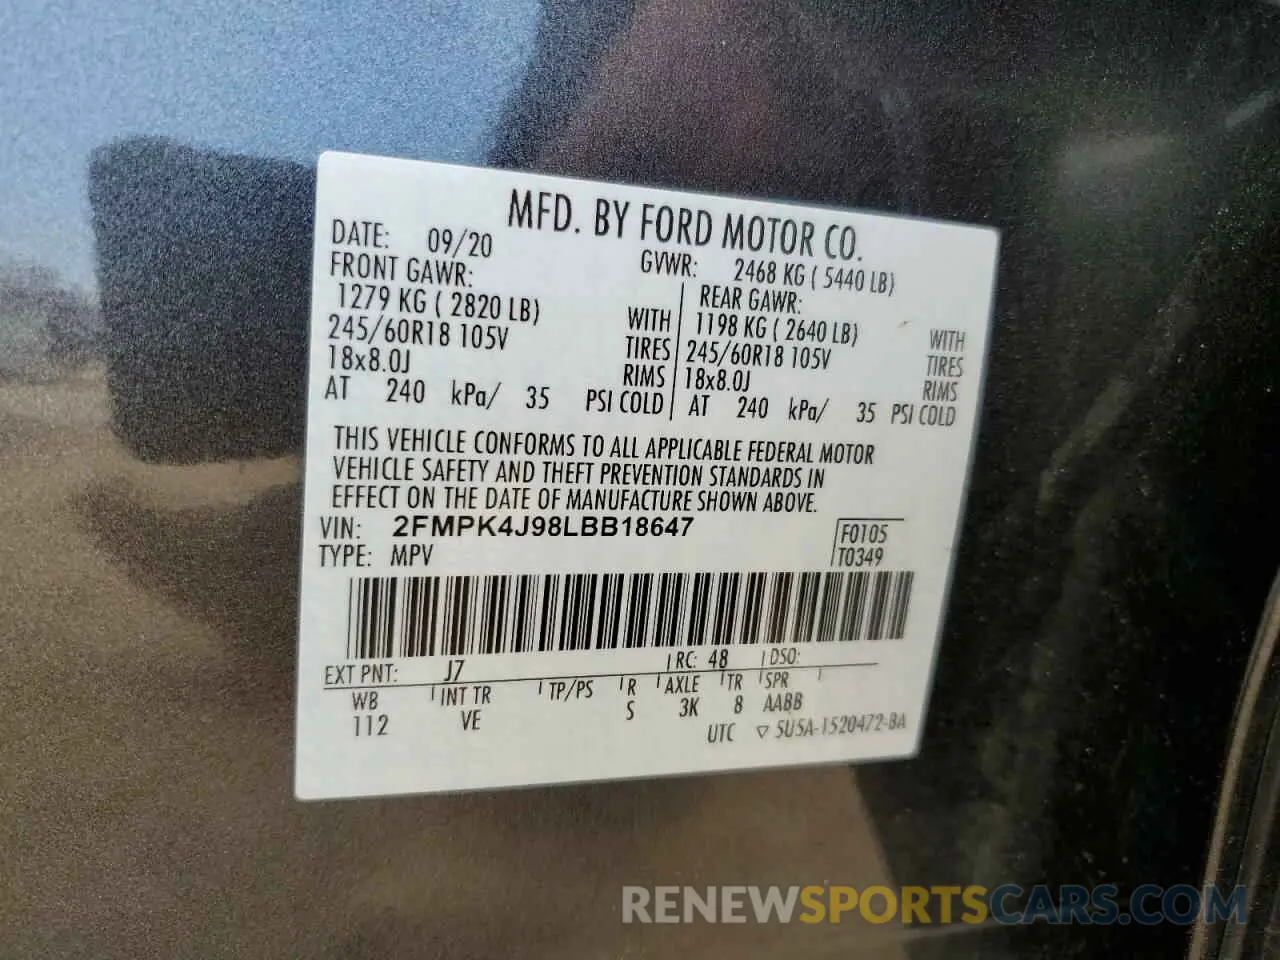 MFD. BY FORD MOTOR CO.
DATE: 09/20
GVWR: 2468 KG ( 5440 LB)
FRONT GAWR:
1279 KG ( 2820 LB) WITH
245/60R18 105V TIRES
18x8.0J RIMS
AT 240 kPa/ 35 PSI COLD
REAR GAWR:
1198 KG ( 2640 LB) WITH
245/60R18 105V TIRES
18x8.0J RIMS
AT 240 kPa/ 35 PSI COLD
THIS VEHICLE CONFORMS TO ALL APPLICABLE FEDERAL MOTOR
VEHICLE SAFETY AND THEFT PREVENTION STANDARDS IN
EFFECT ON THE DATE OF MANUFACTURE SHOWN ABOVE.
VIN: 2FMPK4J98LBB18647
TYPE: MPV
F0105
T0349
EXT PNT: J7 RC: 48 DSO:
WB INT TR TP/PS R AXLE TR SPR
112 VE S 3K 8 AABB
UTC ▽ 5U5A-1520472-BA
RENEWSPORTSCARS.COM